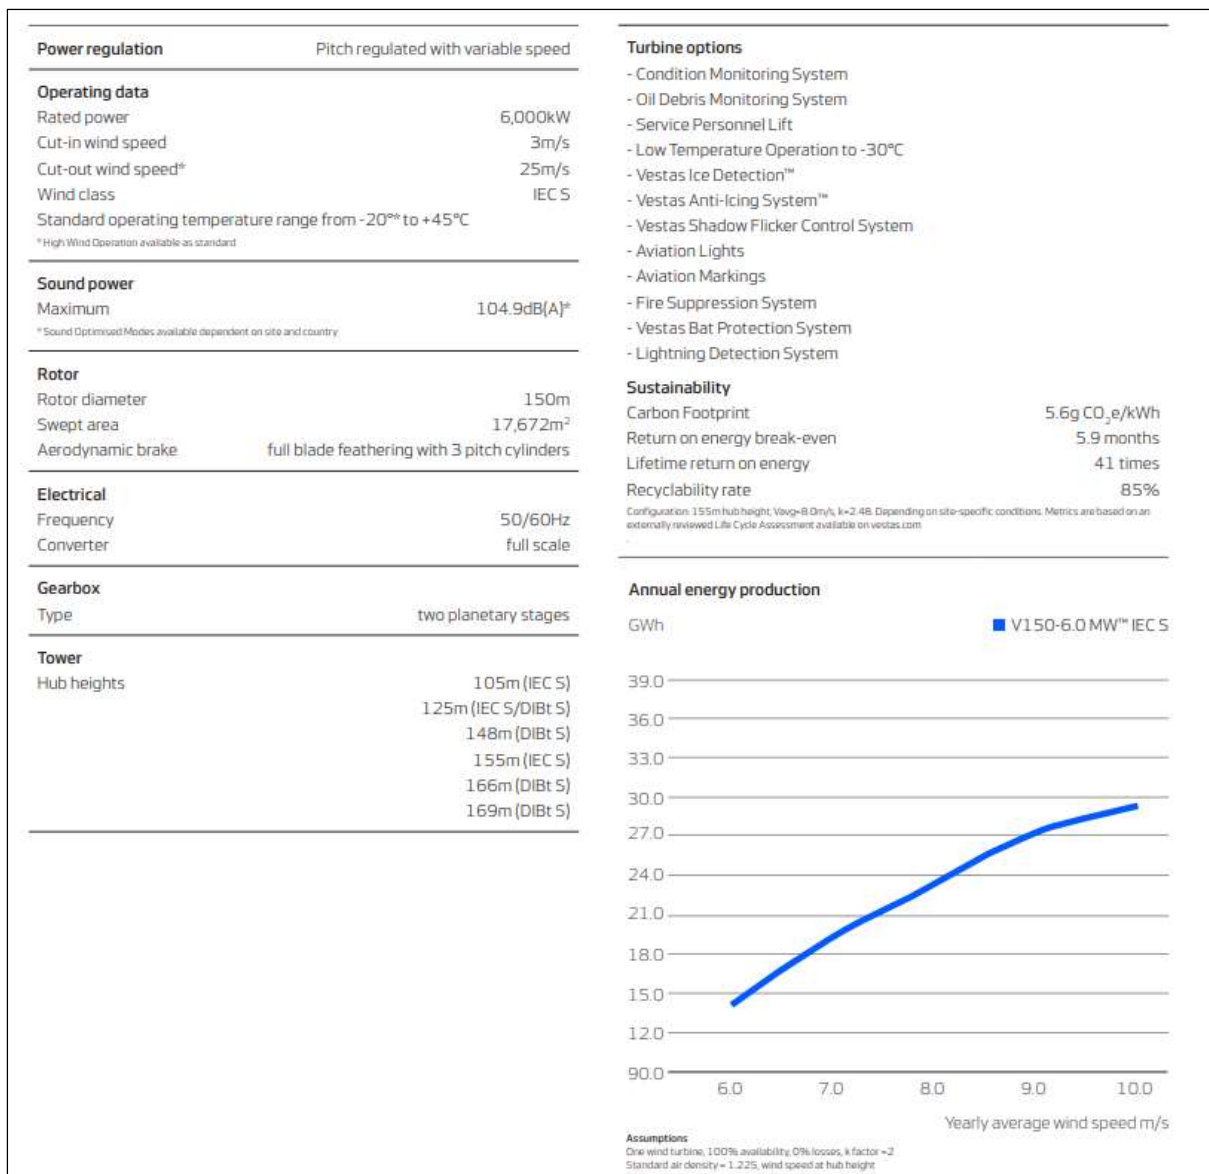 Power regulation Pitch regulated with variable speed
Operating data
Rated power 6,000kW
Cut-in wind speed 3m/s
Cut-out wind speed* 25m/s
Wind class IEC S
Standard operating temperature range from -20°* to +45°C
*High Wind Operation available as standard
Sound power
Maximum 104.9dB(A)*
*Sound Optimised Modes available dependent on site and country
Rotor
Rotor diameter 150m
Swept area 17,672m²
Aerodynamic brake full blade feathering with 3 pitch cylinders
Electrical
Frequency 50/60Hz
Converter full scale
Gearbox
Type two planetary stages
Tower
Hub heights 105m (IEC S)
125m (IEC S/DIBt S)
148m (DIBt S)
155m (IEC S)
166m (DIBt S)
169m (DIBt S)
Turbine options
- Condition Monitoring System
- Oil Debris Monitoring System
- Service Personnel Lift
- Low Temperature Operation to -30°C
- Vestas Ice Detection™
- Vestas Anti-Icing System™
- Vestas Shadow Flicker Control System
- Aviation Lights
- Aviation Markings
- Fire Suppression System
- Vestas Bat Protection System
- Lightning Detection System
Sustainability
Carbon Footprint 5.6g CO₂e/kWh
Return on energy break-even 5.9 months
Lifetime return on energy 41 times
Recyclability rate 85%
Configuration: 155m hub height, Vavg=8.0m/s, k=2.48. Depending on site-specific conditions. Metrics are based on an
externally reviewed Life Cycle Assessment available on vestas.com
.
Annual energy production
GWh V150-6.0 MW™ IEC S
39.0
36.0
33.0
30.0
27.0
24.0
21.0
18.0
15.0
12.0
90.0
6.0 7.0 8.0 9.0 10.0
Yearly average wind speed m/s
Assumptions
One wind turbine, 100% availability, 0% losses, k factor =2
Standard air density = 1.225, wind speed at hub height